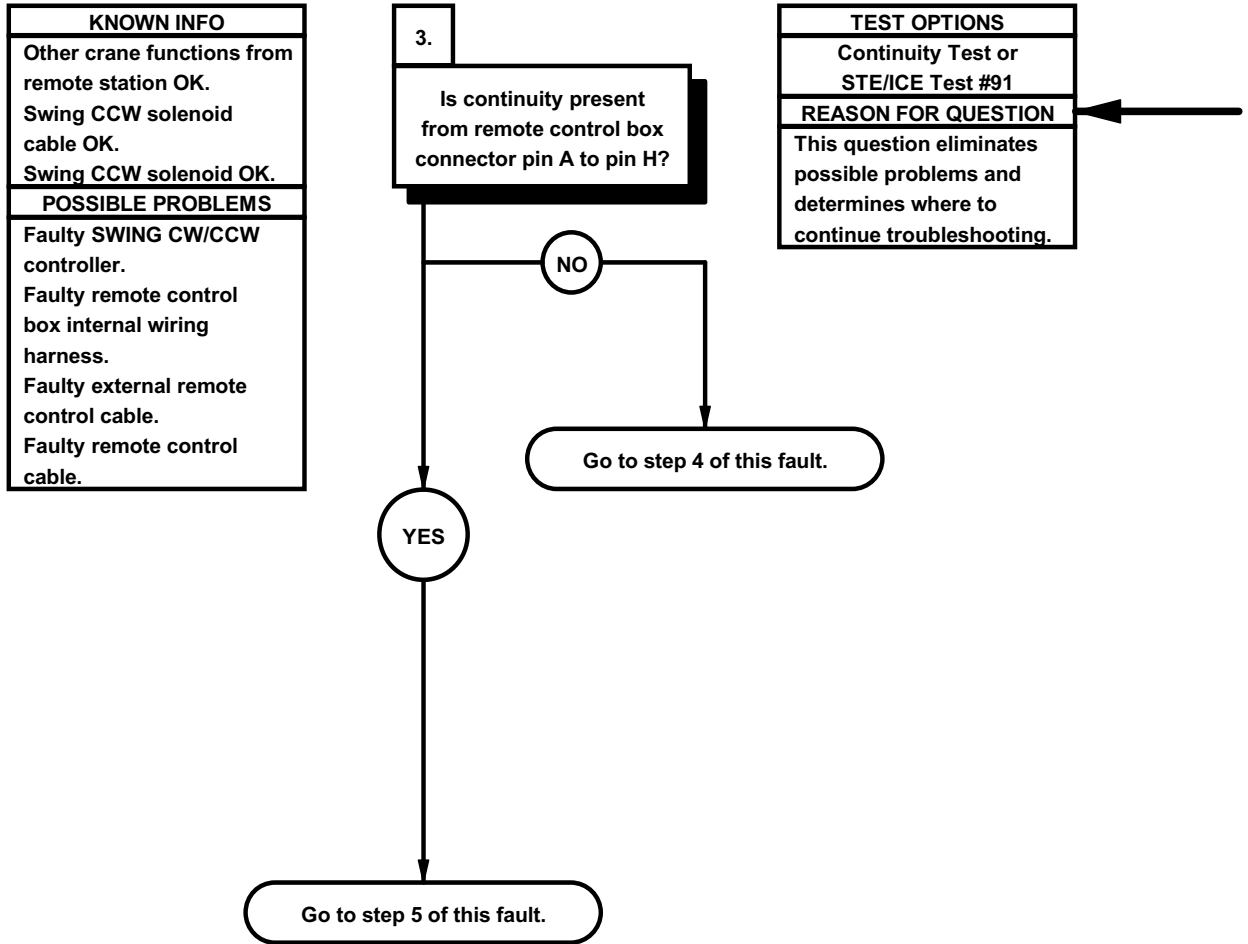 KNOWN INFO
Other crane functions from
remote station OK.
Swing CCW solenoid
cable OK.
Swing CCW solenoid OK.
POSSIBLE PROBLEMS
Faulty SWING CW/CCW
controller.
Faulty remote control
box internal wiring
harness.
Faulty external remote
control cable.
Faulty remote control
cable.
3.
Is continuity present
from remote control box
connector pin A to pin H?
TEST OPTIONS
Continuity Test or
STE/ICE Test #91
REASON FOR QUESTION
This question eliminates
possible problems and
determines where to
continue troubleshooting.
NO
Go to step 4 of this fault.
YES
Go to step 5 of this fault.